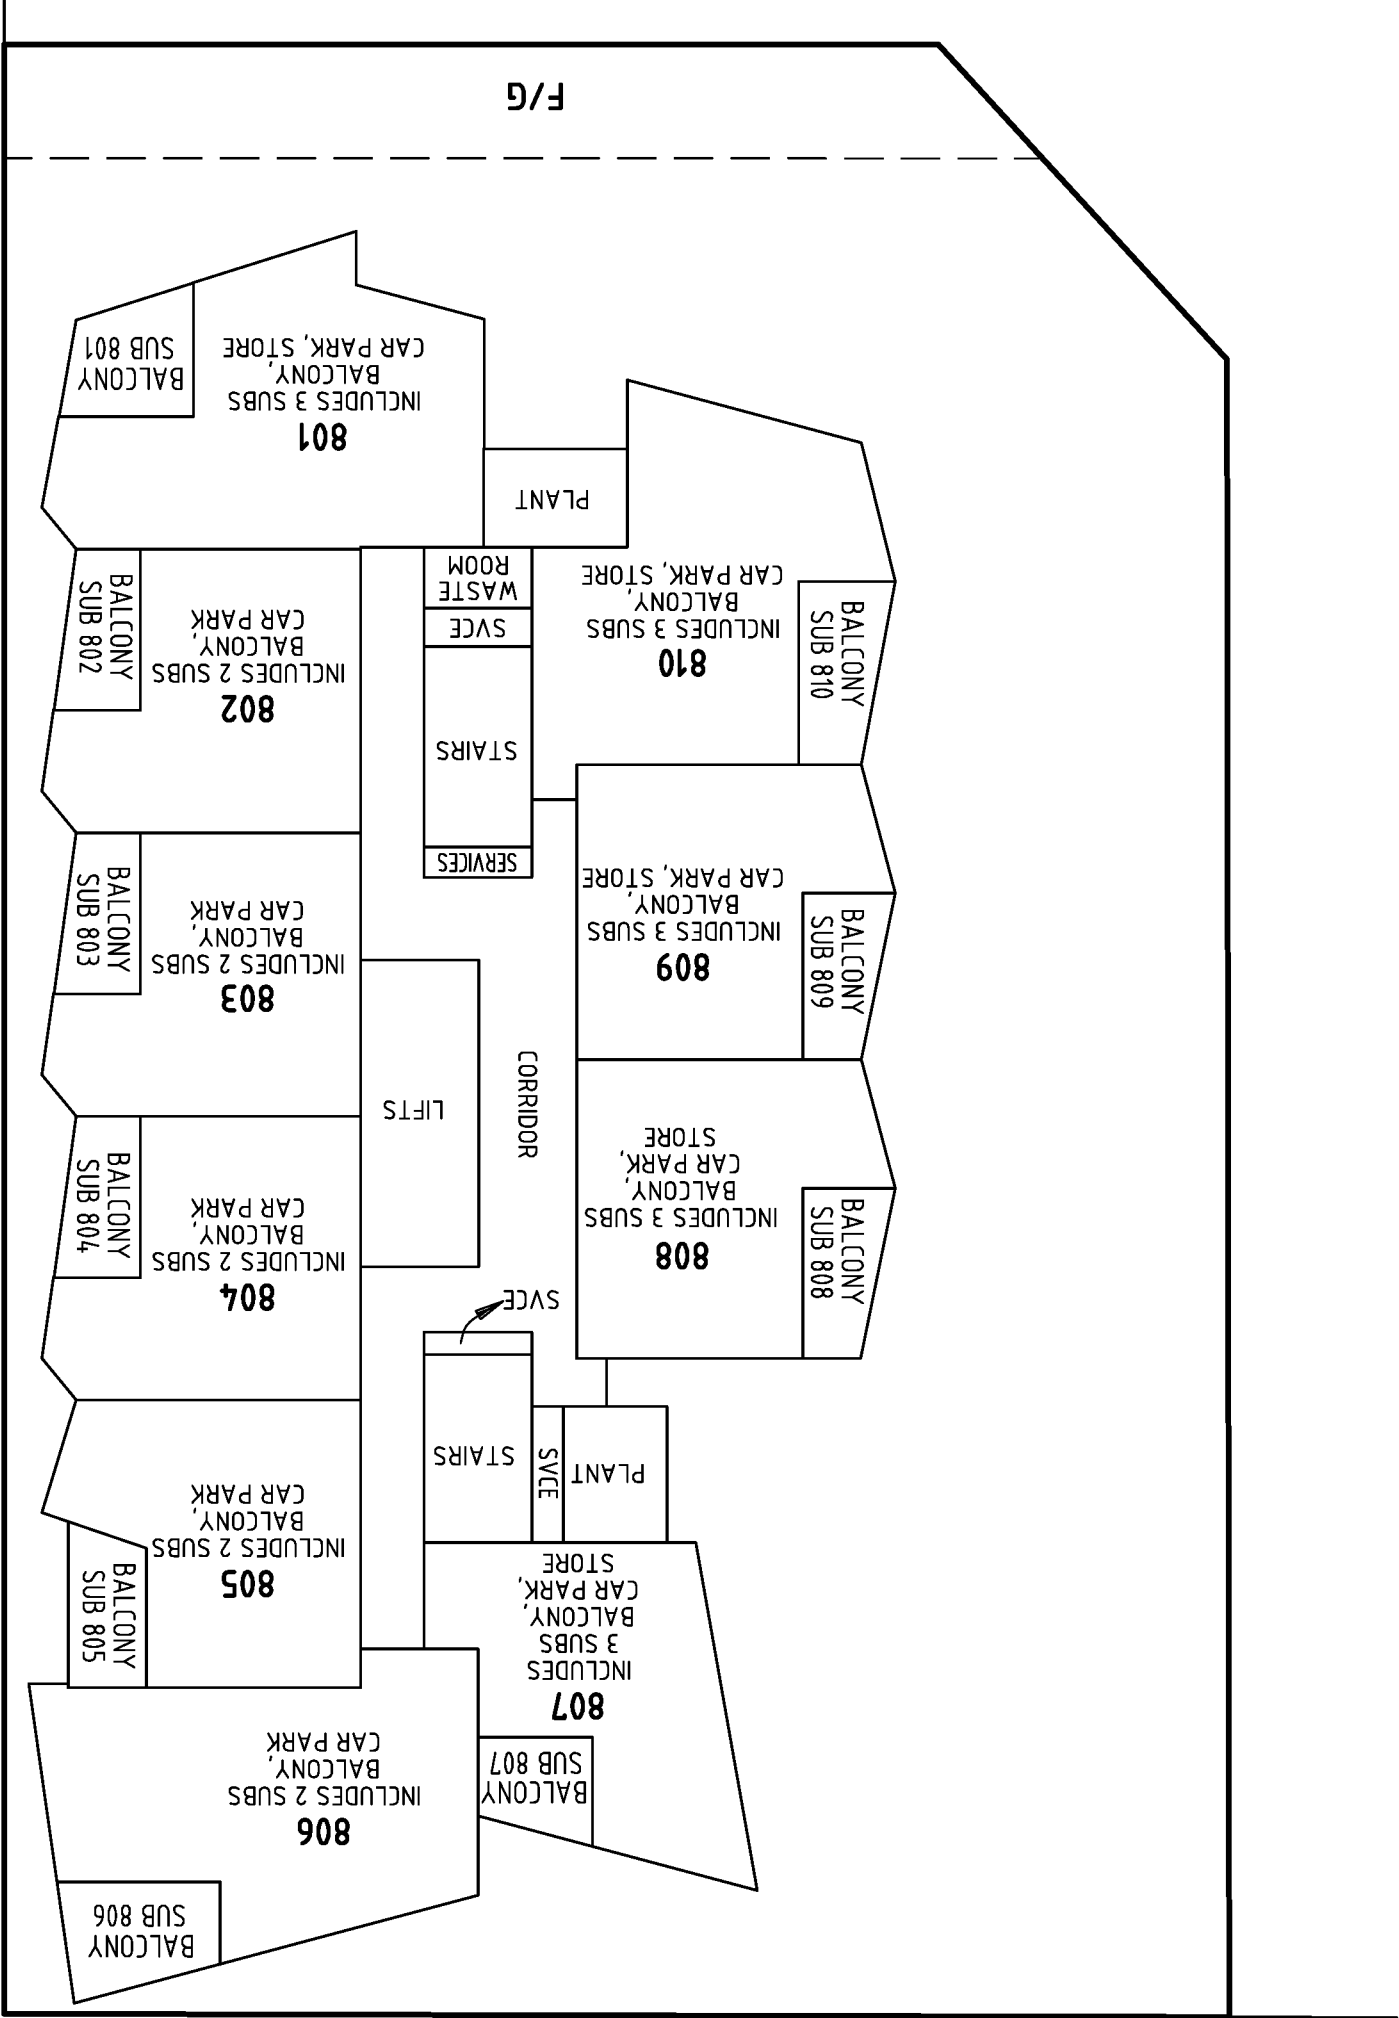 F/G
801
INCLUDES 3 SUBS
BALCONY,
CAR PARK, STORE
BALCONY
SUB 801
PLANT
802
INCLUDES 2 SUBS
BALCONY,
CAR PARK
BALCONY
SUB 802
WASTE
ROOM
SVCE
STAIRS
SERVICES
810
INCLUDES 3 SUBS
BALCONY,
CAR PARK, STORE
BALCONY
SUB 810
803
INCLUDES 2 SUBS
BALCONY,
CAR PARK
BALCONY
SUB 803
809
INCLUDES 3 SUBS
BALCONY,
CAR PARK, STORE
BALCONY
SUB 809
LIFTS
CORRIDOR
804
INCLUDES 2 SUBS
BALCONY,
CAR PARK
BALCONY
SUB 804
808
INCLUDES 3 SUBS
BALCONY,
CAR PARK,
STORE
BALCONY
SUB 808
SVCE
STAIRS
SVCE
PLANT
805
INCLUDES 2 SUBS
BALCONY,
CAR PARK
BALCONY
SUB 805
807
INCLUDES
3 SUBS
BALCONY,
CAR PARK,
STORE
BALCONY
SUB 807
806
INCLUDES 2 SUBS
BALCONY,
CAR PARK
BALCONY
SUB 806